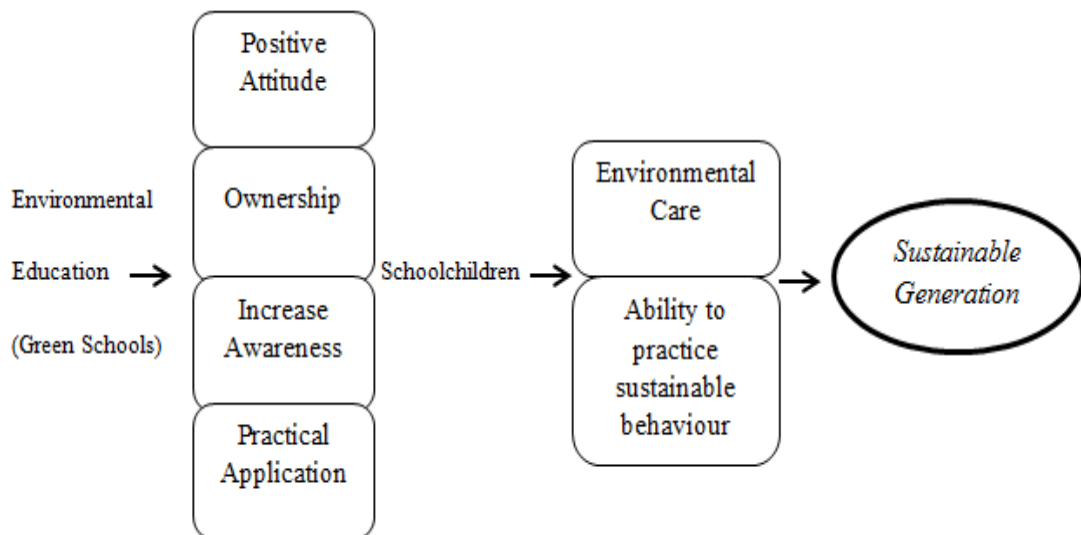 Environmental
Education
(Green Schools)
Positive
Attitude
Ownership
Increase
Awareness
Practical
Application
Schoolchildren
Environmental
Care
Ability to
practice
sustainable
behaviour
Sustainable
Generation